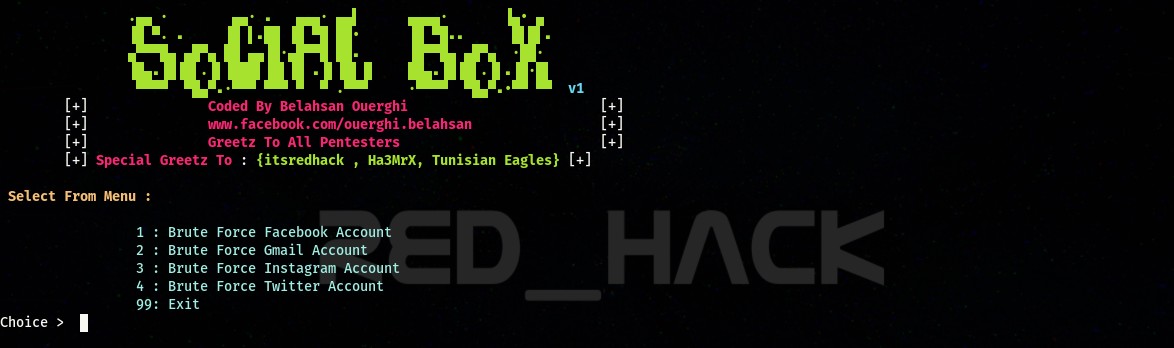 SoCIAl BoX v1
[+] Coded By Belahsan Ouerghi [+]
[+] www.facebook.com/ouerghi.belahsan [+]
[+] Greetz To All Pentesters [+]
[+] Special Greetz To : {itsredhack , Ha3MrX, Tunisian Eagles} [+]
Select From Menu :
1 : Brute Force Facebook Account
2 : Brute Force Gmail Account
3 : Brute Force Instagram Account
4 : Brute Force Twitter Account
99: Exit
Choice >
RED_HACK